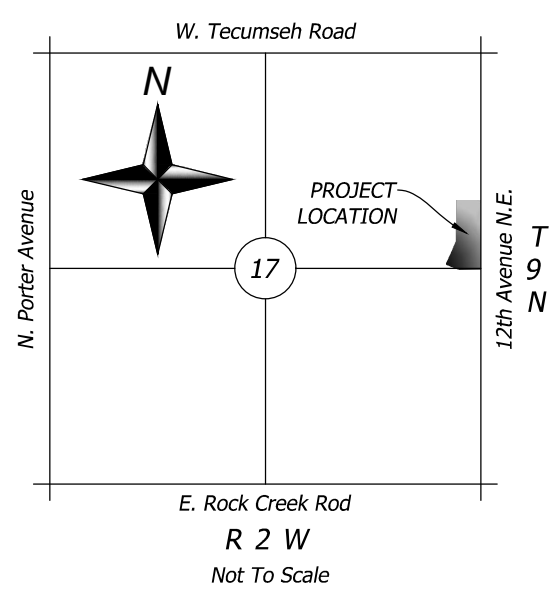 W. Tecumseh Road
N
PROJECT
LOCATION
N. Porter Avenue
17
12th Avenue N.E.
T
9
N
E. Rock Creek Rod
R 2 W
Not To Scale